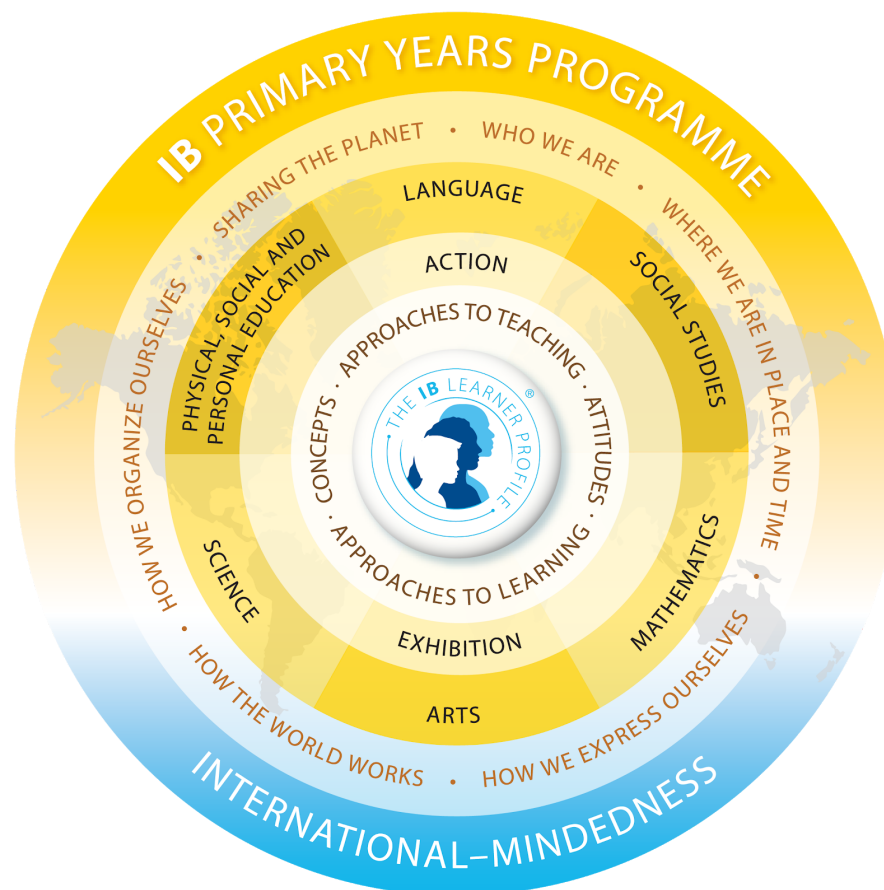 IB PRIMARY YEARS PROGRAMME
SHARING THE PLANET • WHO WE ARE • WHERE WE ARE IN PLACE AND TIME • HOW WE EXPRESS OURSELVES • HOW THE WORLD WORKS • HOW WE ORGANIZE OURSELVES •
LANGUAGE
SOCIAL STUDIES
MATHEMATICS
ARTS
SCIENCE
PHYSICAL, SOCIAL AND
PERSONAL EDUCATION
ACTION
EXHIBITION
APPROACHES TO TEACHING · ATTITUDES · APPROACHES TO LEARNING · CONCEPTS ·
THE IB LEARNER PROFILE ®
INTERNATIONAL–MINDEDNESS